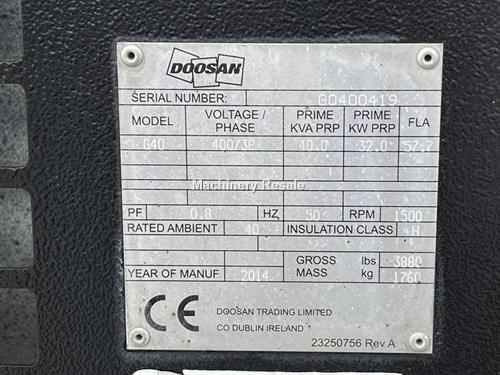 DOOSAN
SERIAL NUMBER: G04D0419
MODEL VOLTAGE / PHASE PRIME KVA PRP PRIME KW PRP FLA
G40 400/3P 40.0 32.0 57.7
Machinery Resale
PF 0.8 HZ 50 RPM 1500
RATED AMBIENT 40 INSULATION CLASS H
GROSS MASS lbs 3880
YEAR OF MANUF 2014 kg 1760
CE DOOSAN TRADING LIMITED
CO DUBLIN IRELAND
23250756 Rev.A